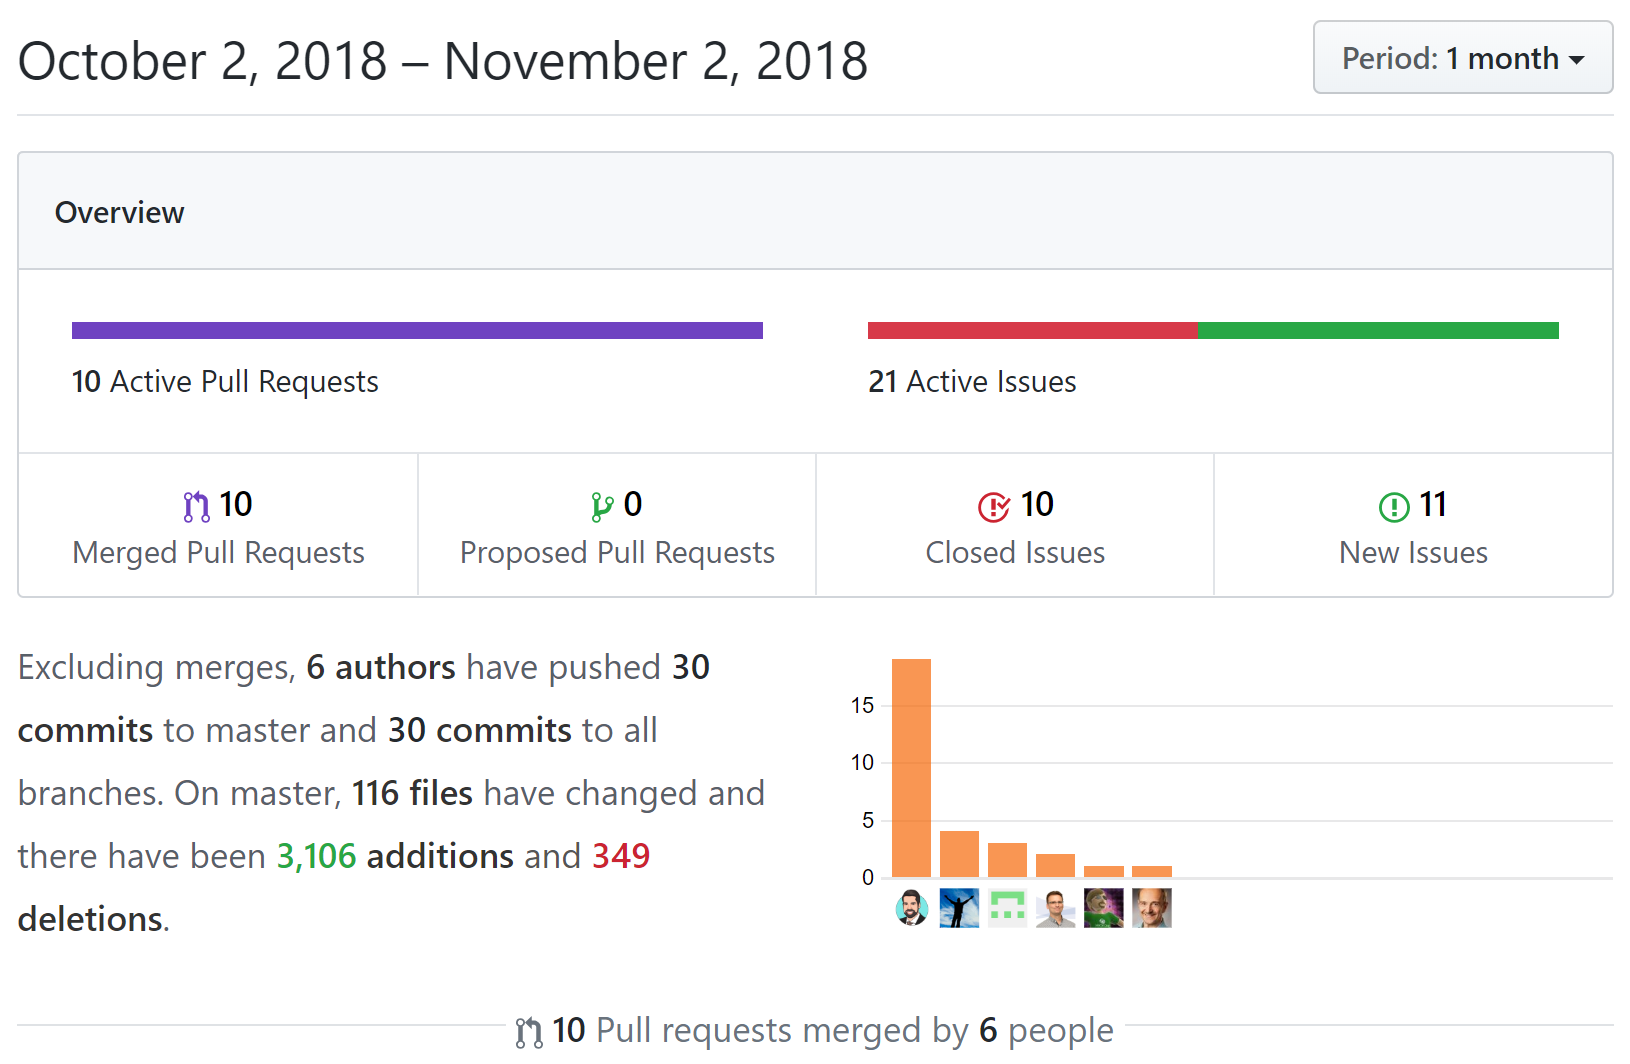 October 2, 2018 – November 2, 2018
Period: 1 month
Overview
10 Active Pull Requests
21 Active Issues
10
Merged Pull Requests
0
Proposed Pull Requests
10
Closed Issues
11
New Issues
Excluding merges, 6 authors have pushed 30
commits to master and 30 commits to all
branches. On master, 116 files have changed and
there have been 3,106 additions and 349
deletions.
15
10
5
0
10 Pull requests merged by 6 people